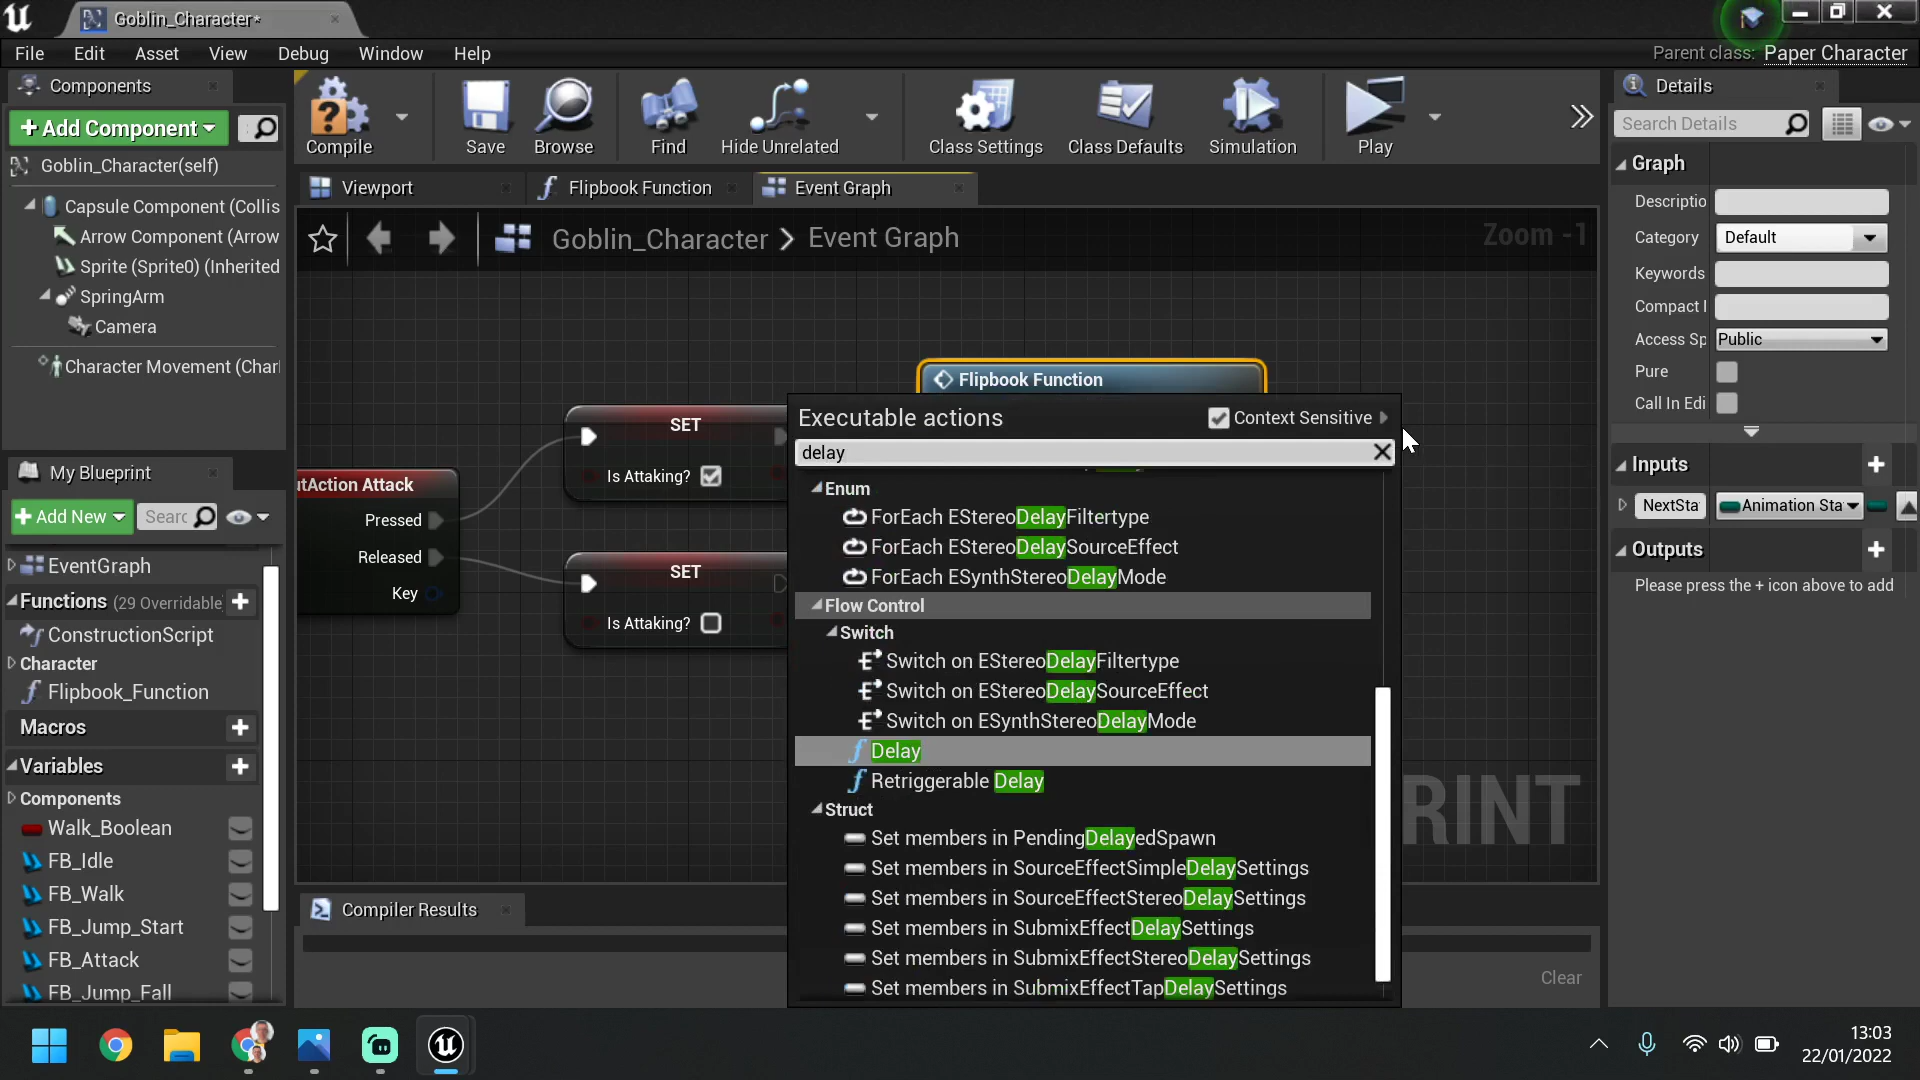 Goblin_Character*
File Edit Asset View Debug Window Help
Parent class: Paper Character
Components
Add Component
Goblin_Character(self)
Capsule Component (Collis
Arrow Component (Arrow
Sprite (Sprite0) (Inherited
SpringArm
Camera
Character Movement (Char
Compile
Save
Browse
Find
Hide Unrelated
Class Settings
Class Defaults
Simulation
Play
Viewport
Flipbook Function
Event Graph
Goblin_Character > Event Graph
Zoom -1
Flipbook Function
SET
Is Attaking?
SET
Is Attaking?
utAction Attack
Pressed
Released
Key
Executable actions
Context Sensitive
delay
Enum
ForEach EStereoDelayFiltertype
ForEach EStereoDelaySourceEffect
ForEach ESynthStereoDelayMode
Flow Control
Switch
Switch on EStereoDelayFiltertype
Switch on EStereoDelaySourceEffect
Switch on ESynthStereoDelayMode
Delay
Retriggerable Delay
Struct
Set members in PendingDelayedSpawn
Set members in SourceEffectSimpleDelaySettings
Set members in SourceEffectStereoDelaySettings
Set members in SubmixEffectDelaySettings
Set members in SubmixEffectStereoDelaySettings
Set members in SubmixEffectTapDelaySettings
RINT
Compiler Results
Clear
My Blueprint
Add New
Searc
EventGraph
Functions (29 Overridable
ConstructionScript
Character
Flipbook_Function
Macros
Variables
Components
Walk_Boolean
FB_Idle
FB_Walk
FB_Jump_Start
FB_Attack
FB_Jump_Fall
Details
Search Details
Graph
Descriptio
Category Default
Keywords
Compact
Access Sp Public
Pure
Call In Edi
Inputs
NextSta Animation Sta
Outputs
Please press the + icon above to add
13:03
22/01/2022